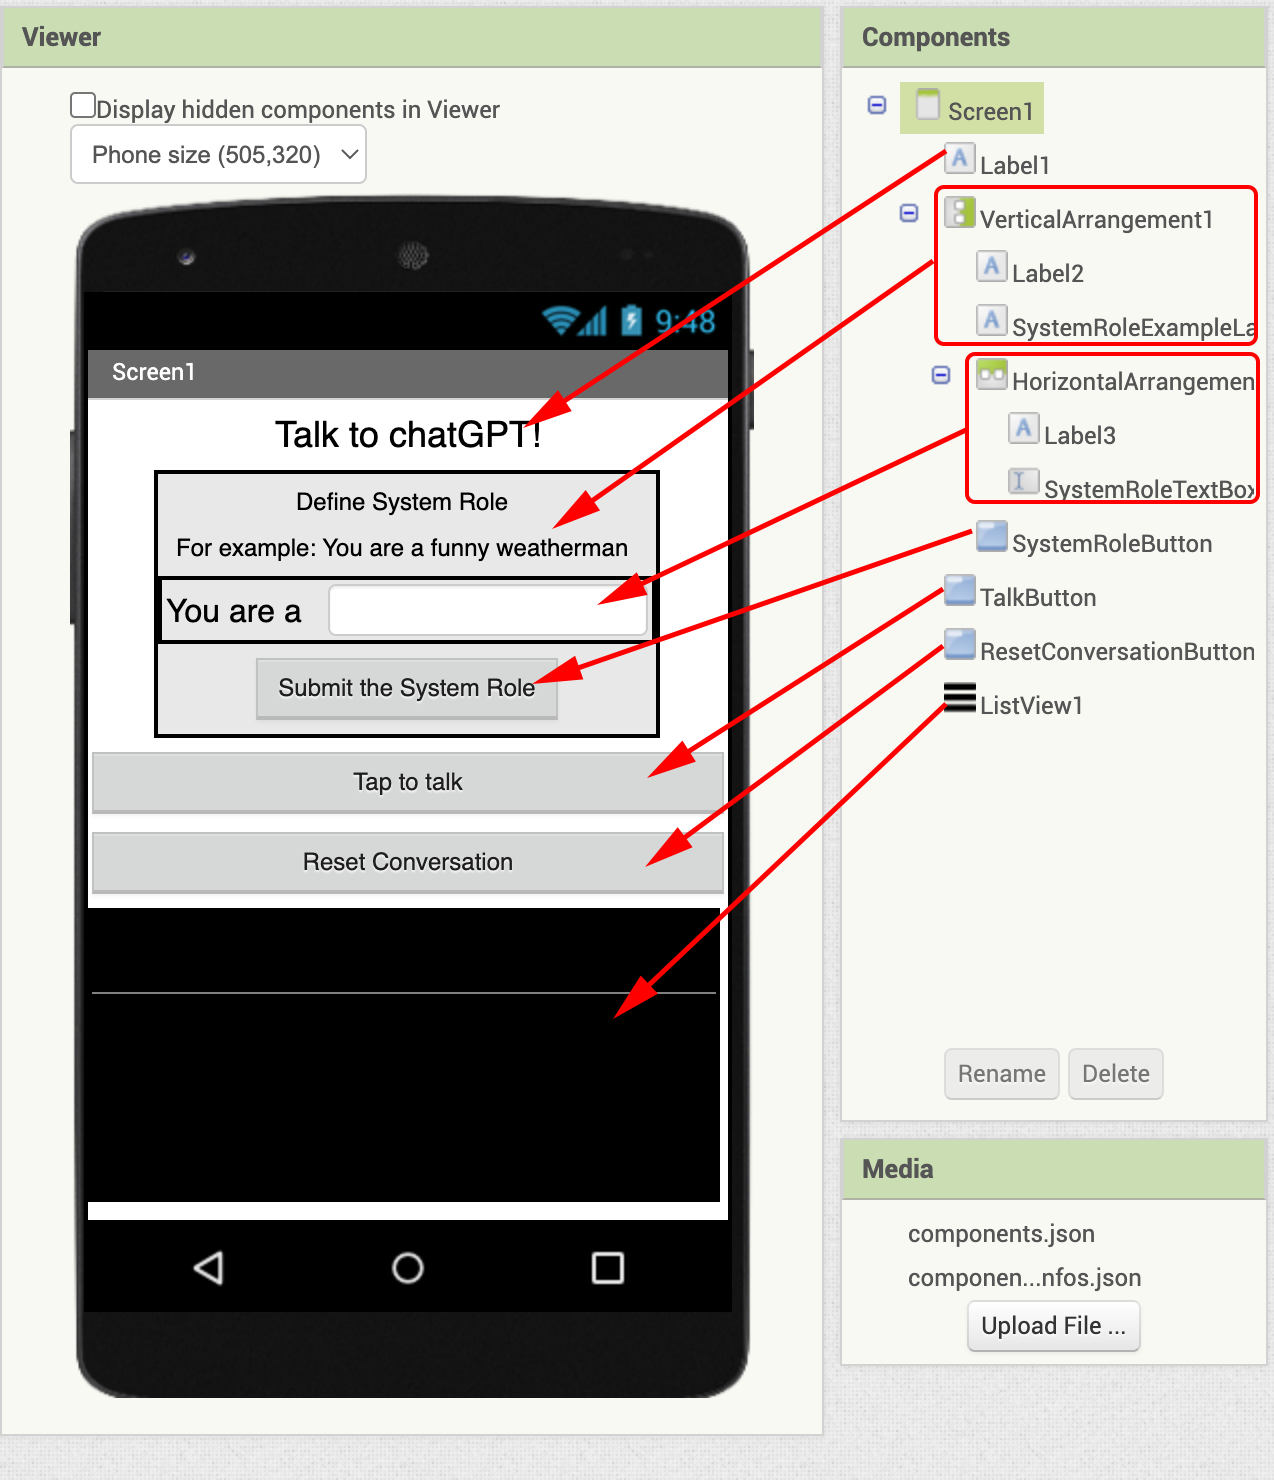 Viewer
Display hidden components in Viewer
Phone size (505,320)
9:48
Screen1
Talk to chatGPT!
Define System Role
For example: You are a funny weatherman
You are a
Submit the System Role
Tap to talk
Reset Conversation
Components
Screen1
A Label1
VerticalArrangement1
A Label2
A SystemRoleExampleLa
HorizontalArrangemen
A Label3
SystemRoleTextBox
SystemRoleButton
TalkButton
ResetConversationButton
ListView1
Rename Delete
Media
components.json
componen...nfos.json
Upload File ...